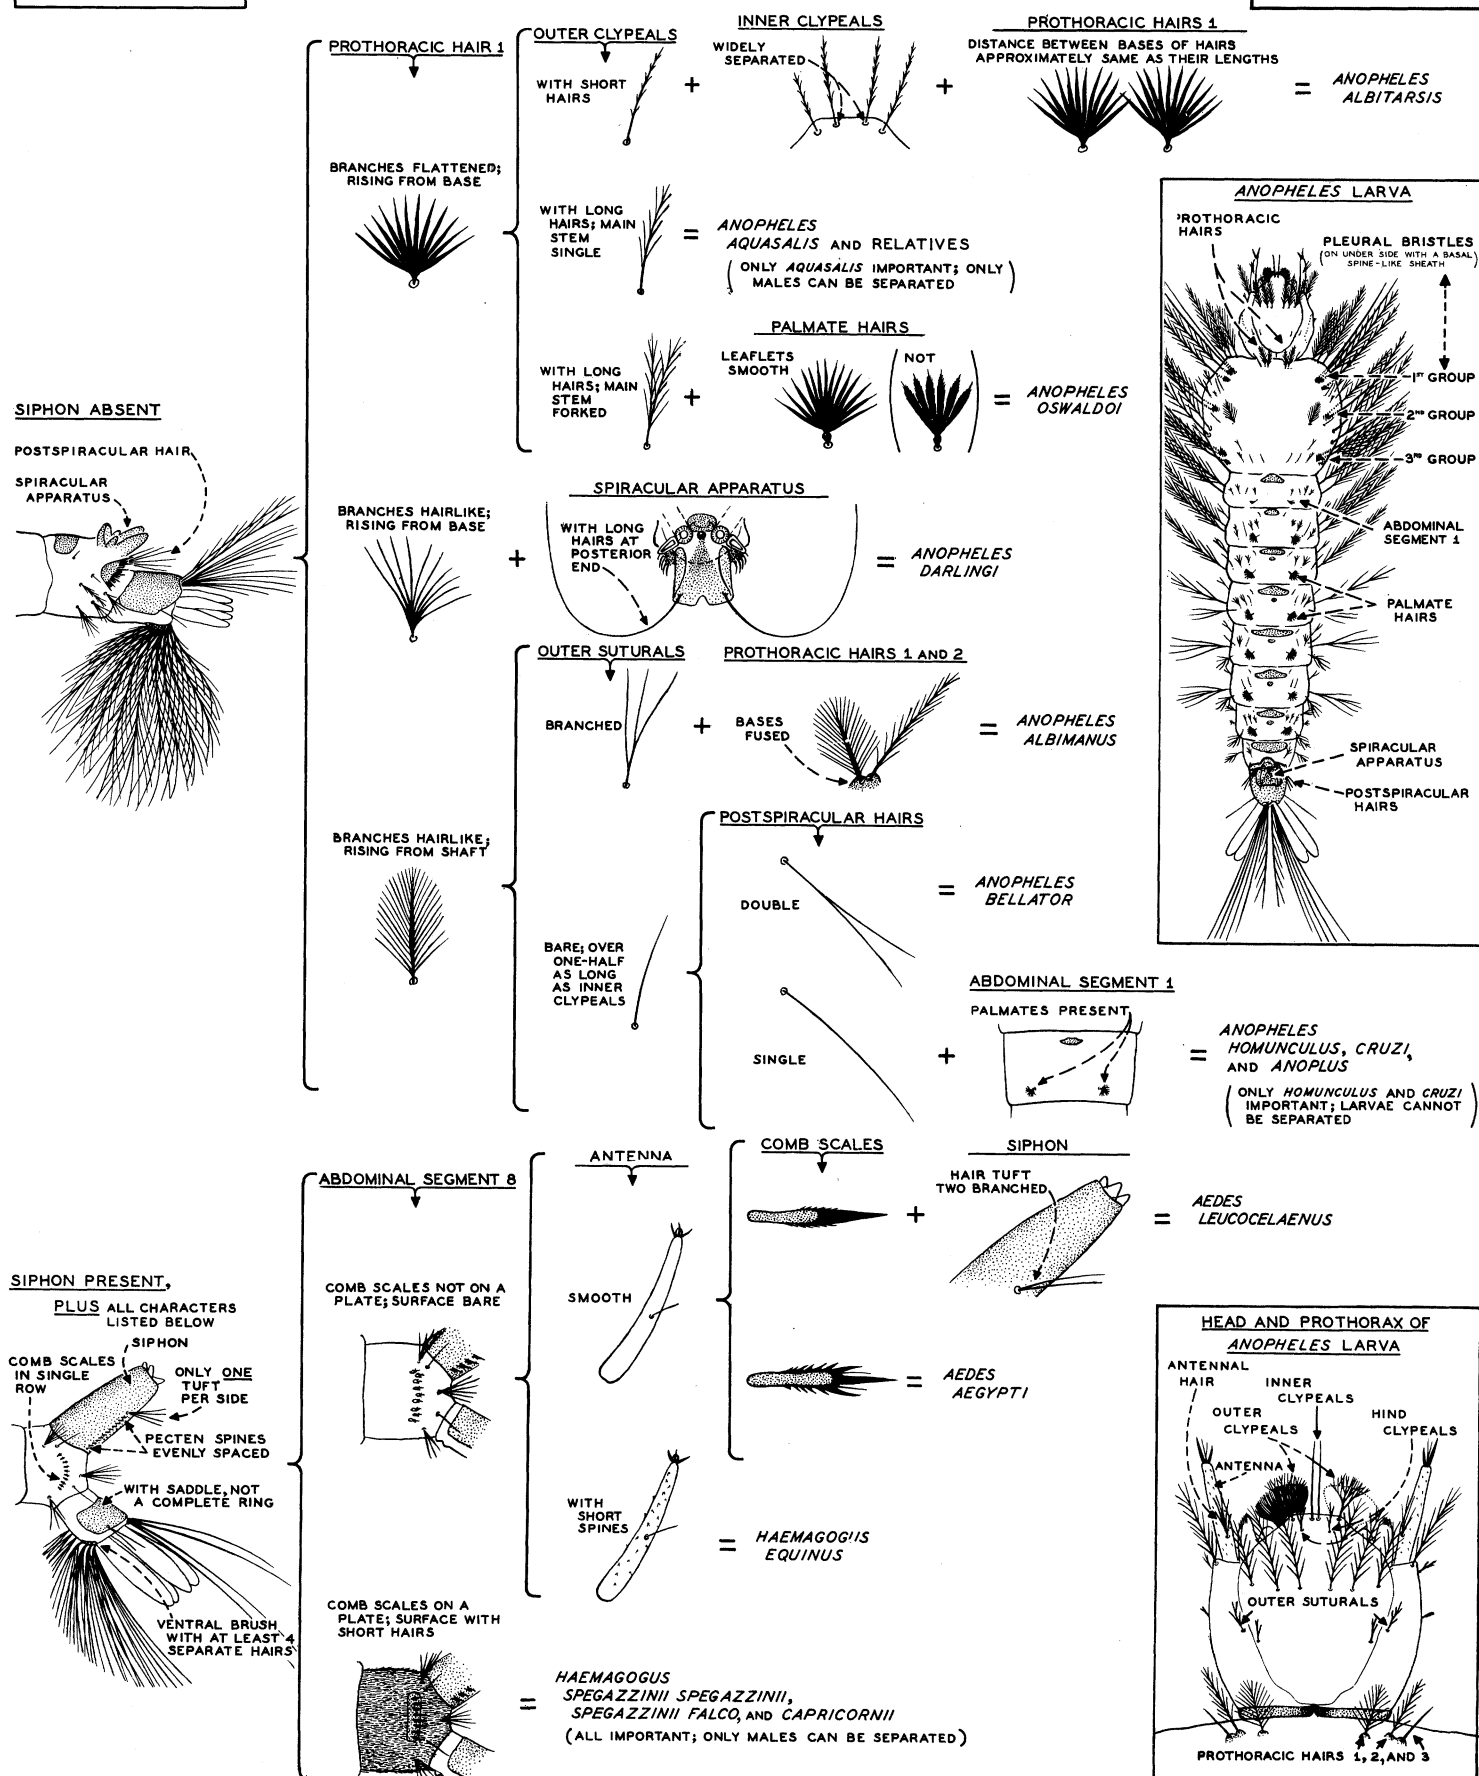 PROTHORACIC HAIR 1
OUTER CLYPEALS
INNER CLYPEALS
PROTHORACIC HAIRS 1
WITH SHORT
HAIRS
+
WIDELY
SEPARATED
+
DISTANCE BETWEEN BASES OF HAIRS
APPROXIMATELY SAME AS THEIR LENGTHS
=
ANOPHELES
ALBITARSIS
BRANCHES FLATTENED;
RISING FROM BASE
WITH LONG
HAIRS; MAIN
STEM
SINGLE
=
ANOPHELES
AQUASALIS AND RELATIVES
(ONLY AQUASALIS IMPORTANT; ONLY
MALES CAN BE SEPARATED)
WITH LONG
HAIRS; MAIN
STEM
FORKED
+
PALMATE HAIRS
LEAFLETS
SMOOTH
(NOT)
=
ANOPHELES
OSWALDOI
SIPHON ABSENT
POSTSPIRACULAR HAIR
SPIRACULAR
APPARATUS
BRANCHES HAIRLIKE;
RISING FROM BASE
+
SPIRACULAR APPARATUS
WITH LONG
HAIRS AT
POSTERIOR
END
=
ANOPHELES
DARLINGI
BRANCHES HAIRLIKE;
RISING FROM SHAFT
OUTER SUTURALS
BRANCHED
+
PROTHORACIC HAIRS 1 AND 2
BASES
FUSED
=
ANOPHELES
ALBIMANUS
BARE; OVER
ONE-HALF
AS LONG
AS INNER
CLYPEALS
POSTSPIRACULAR HAIRS
DOUBLE
=
ANOPHELES
BELLATOR
SINGLE
+
ABDOMINAL SEGMENT 1
PALMATES PRESENT
=
ANOPHELES
HOMUNCULUS, CRUZI,
AND ANOPLUS
(ONLY HOMUNCULUS AND CRUZI
IMPORTANT; LARVAE CANNOT
BE SEPARATED)
ANOPHELES LARVA
'ROTHORACIC
HAIRS
PLEURAL BRISTLES
(ON UNDER SIDE WITH A BASAL)
SPINE-LIKE SHEATH
1ST GROUP
2ND GROUP
3RD GROUP
ABDOMINAL
SEGMENT 1
PALMATE
HAIRS
SPIRACULAR
APPARATUS
POSTSPIRACULAR
HAIRS
SIPHON PRESENT,
PLUS ALL CHARACTERS
LISTED BELOW
SIPHON
COMB SCALES
IN SINGLE
ROW
ONLY ONE
TUFT
PER SIDE
PECTEN SPINES
EVENLY SPACED
WITH SADDLE, NOT
A COMPLETE RING
VENTRAL BRUSH
WITH AT LEAST 4
SEPARATE HAIRS
ABDOMINAL SEGMENT 8
COMB SCALES NOT ON A
PLATE; SURFACE BARE
ANTENNA
SMOOTH
COMB SCALES
+
SIPHON
HAIR TUFT
TWO BRANCHED
=
AEDES
LEUCOCELAENUS
=
AEDES
AEGYPTI
WITH
SHORT
SPINES
=
HAEMAGOGUS
EQUINUS
COMB SCALES ON A
PLATE; SURFACE WITH
SHORT HAIRS
=
HAEMAGOGUS
SPEGAZZINII SPEGAZZINII,
SPEGAZZINII FALCO, AND CAPRICORNII
(ALL IMPORTANT; ONLY MALES CAN BE SEPARATED)
HEAD AND PROTHORAX OF
ANOPHELES LARVA
ANTENNAL
HAIR
INNER
CLYPEALS
OUTER
CLYPEALS
HIND
CLYPEALS
ANTENNA
OUTER SUTURALS
PROTHORACIC HAIRS 1, 2, AND 3